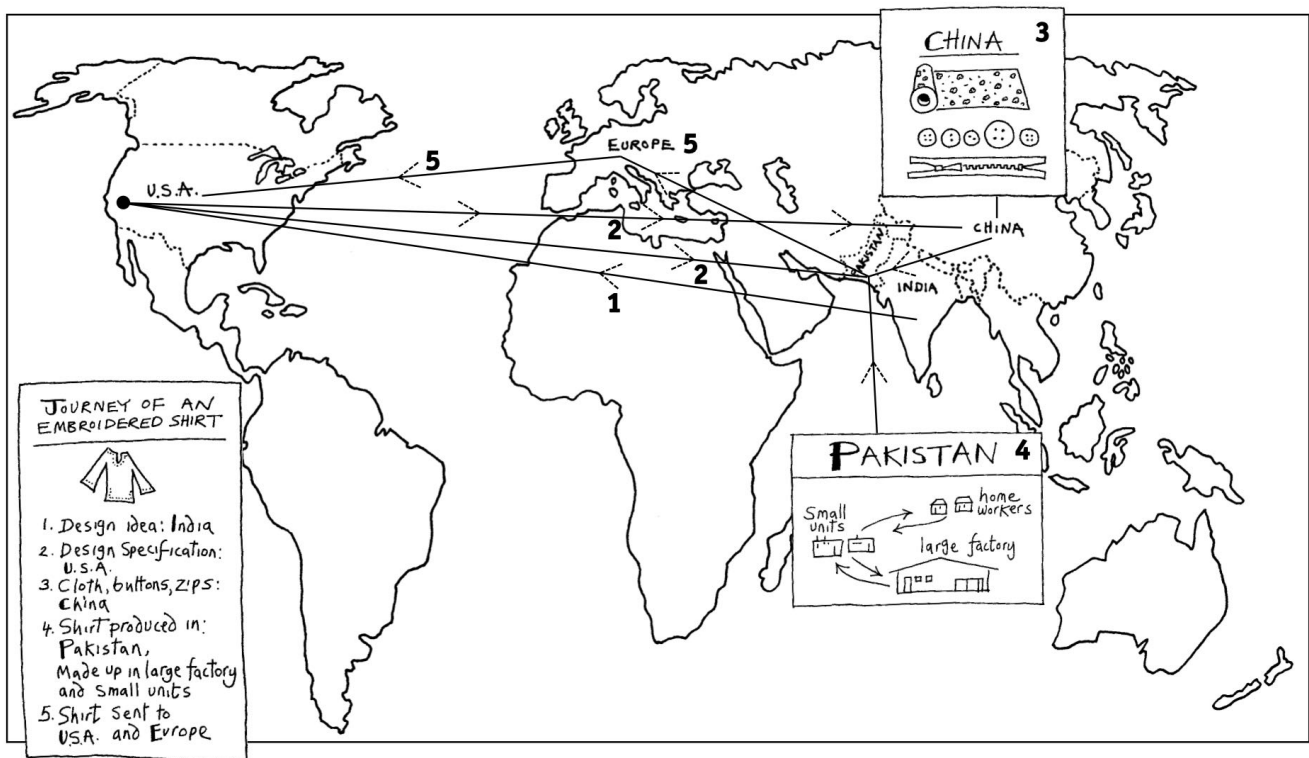 CHINA 3
EUROPE 5
5
U.S.A.
2
CHINA
2
INDIA
1
JOURNEY OF AN
EMBROIDERED SHIRT
1. Design idea: India
2. Design Specification:
U.S.A.
3. Cloth, buttons, zips:
China
4. Shirt produced in:
Pakistan,
Made up in large factory
and small units
5. Shirt sent to
U.S.A. and Europe
PAKISTAN 4
home
workers
Small
units
large factory